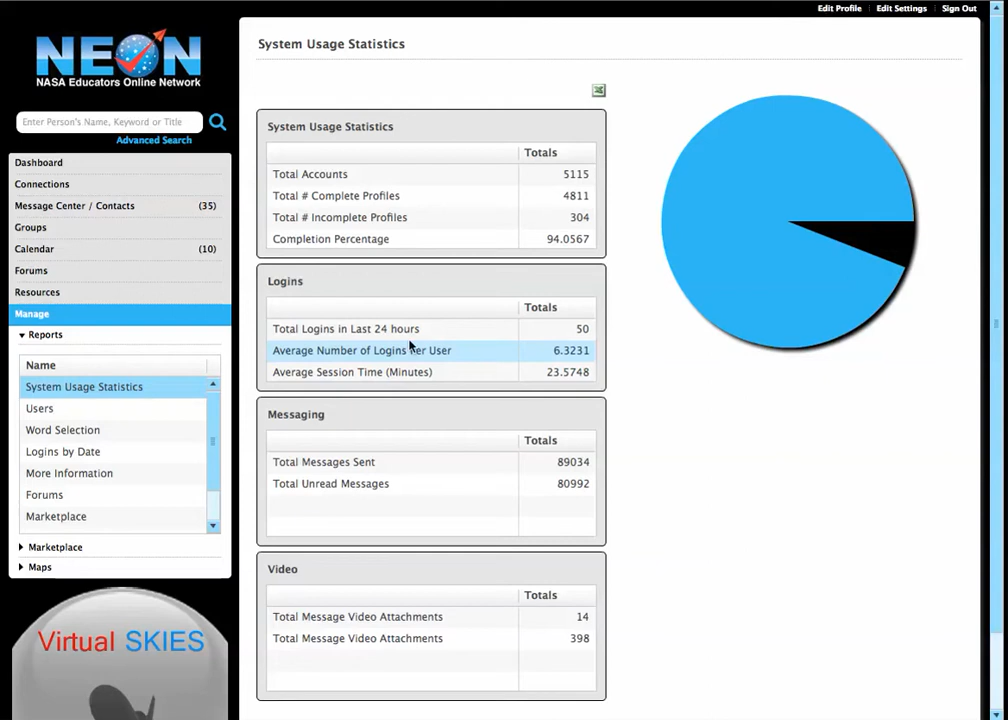 Edit Profile Edit Settings Sign Out
NEON
NASA Educators Online Network
Enter Person's Name, Keyword or Title
Advanced Search
Dashboard
Connections
Message Center / Contacts (35)
Groups
Calendar (10)
Forums
Resources
Manage
Reports
Name
System Usage Statistics
Users
Word Selection
Logins by Date
More Information
Forums
Marketplace
Marketplace
Maps
Virtual SKIES
System Usage Statistics
System Usage Statistics
Totals
Total Accounts 5115
Total # Complete Profiles 4811
Total # Incomplete Profiles 304
Completion Percentage 94.0567
Logins
Totals
Total Logins in Last 24 hours 50
Average Number of Logins Per User 6.3231
Average Session Time (Minutes) 23.5748
Messaging
Totals
Total Messages Sent 89034
Total Unread Messages 80992
Video
Totals
Total Message Video Attachments 14
Total Message Video Attachments 398